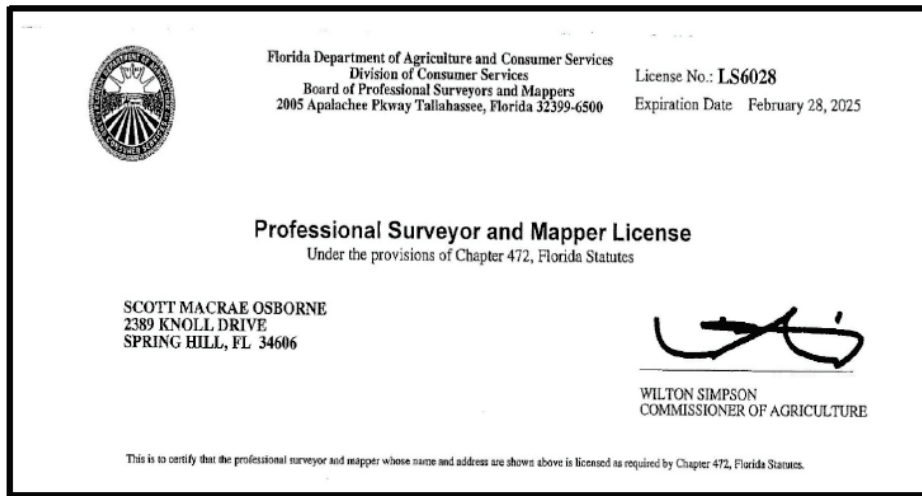 Florida Department of Agriculture and Consumer Services
Division of Consumer Services
Board of Professional Surveyors and Mappers
2005 Apalachee Pkway Tallahassee, Florida 32399-6500
License No.: LS6028
Expiration Date February 28, 2025
Professional Surveyor and Mapper License
Under the provisions of Chapter 472, Florida Statutes
SCOTT MACRAE OSBORNE
2389 KNOLL DRIVE
SPRING HILL, FL 34606
WILTON SIMPSON
COMMISSIONER OF AGRICULTURE
This is to certify that the professional surveyor and mapper whose name and address are shown above is licensed as required by Chapter 472, Florida Statutes.